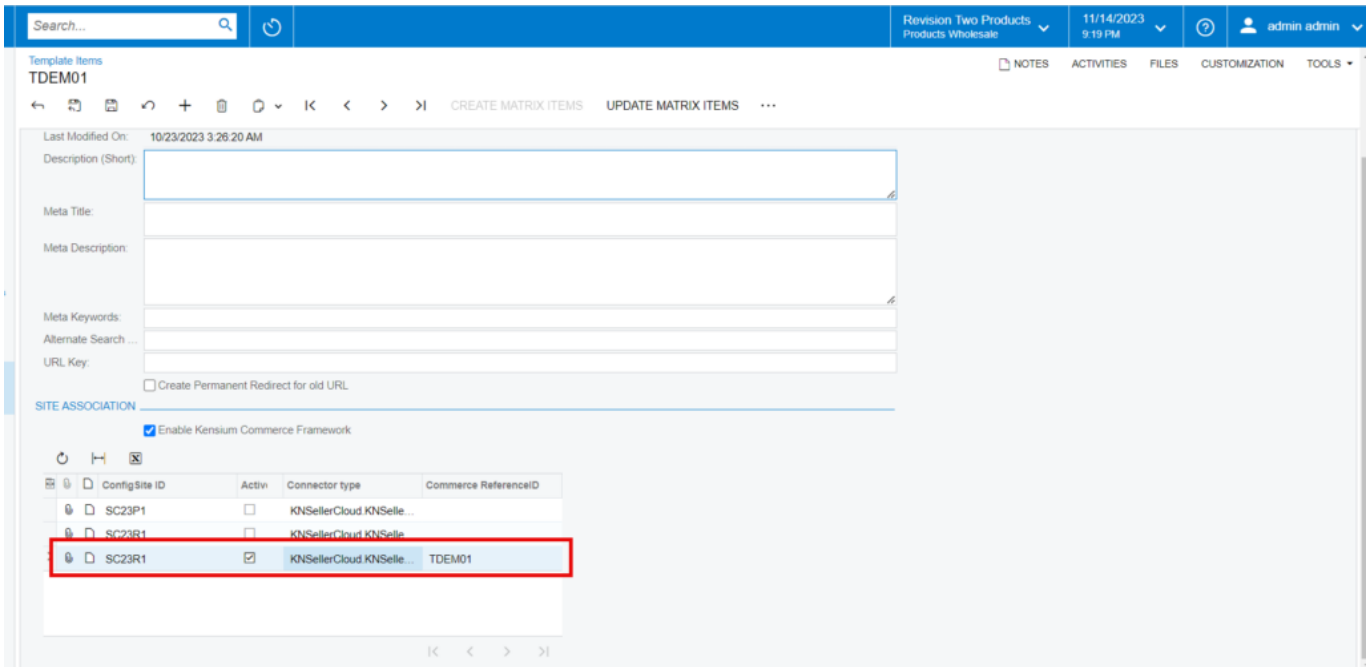 Search...
Revision Two Products
Products Wholesale
11/14/2023
9:19 PM
admin admin
Template Items
TDEM01
NOTES ACTIVITIES FILES CUSTOMIZATION TOOLS
CREATE MATRIX ITEMS UPDATE MATRIX ITEMS ...
Last Modified On: 10/23/2023 3:26:20 AM
Description (Short):
Meta Title:
Meta Description:
Meta Keywords:
Alternate Search ...
URL Key:
Create Permanent Redirect for old URL
SITE ASSOCIATION
Enable Kensium Commerce Framework
ConfigSite ID Activ Connector type Commerce ReferenceID
SC23P1 KNSellerCloud.KNSelle...
SC23R1 KNSellerCloud.KNSelle
SC23R1 KNSellerCloud.KNSelle... TDEM01